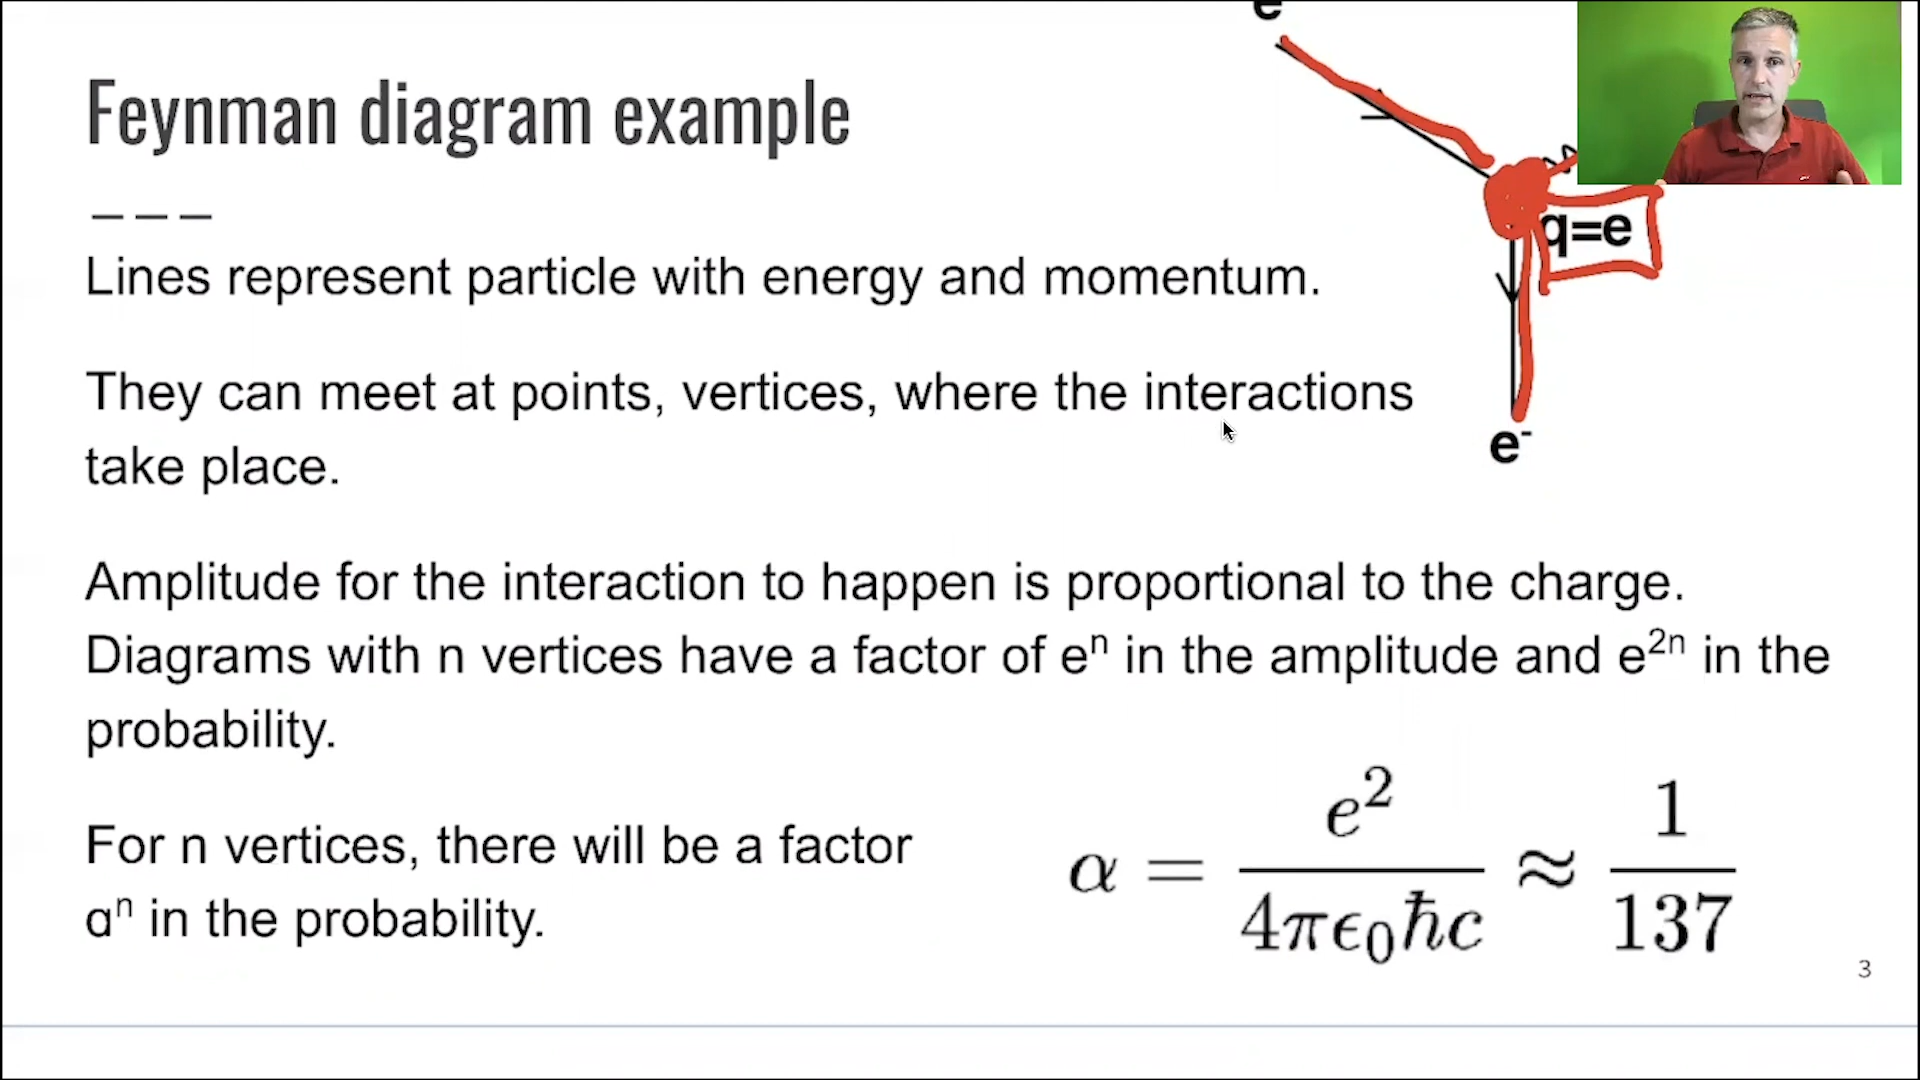 Feynman diagram example
e
q=e
Lines represent particle with energy and momentum.
They can meet at points, vertices, where the interactions
take place.
e⁻
Amplitude for the interaction to happen is proportional to the charge.
Diagrams with n vertices have a factor of eⁿ in the amplitude and e²ⁿ in the
probability.
For n vertices, there will be a factor
αⁿ in the probability.
α = e² / 4πϵ₀ħc ≈ 1 / 137
3